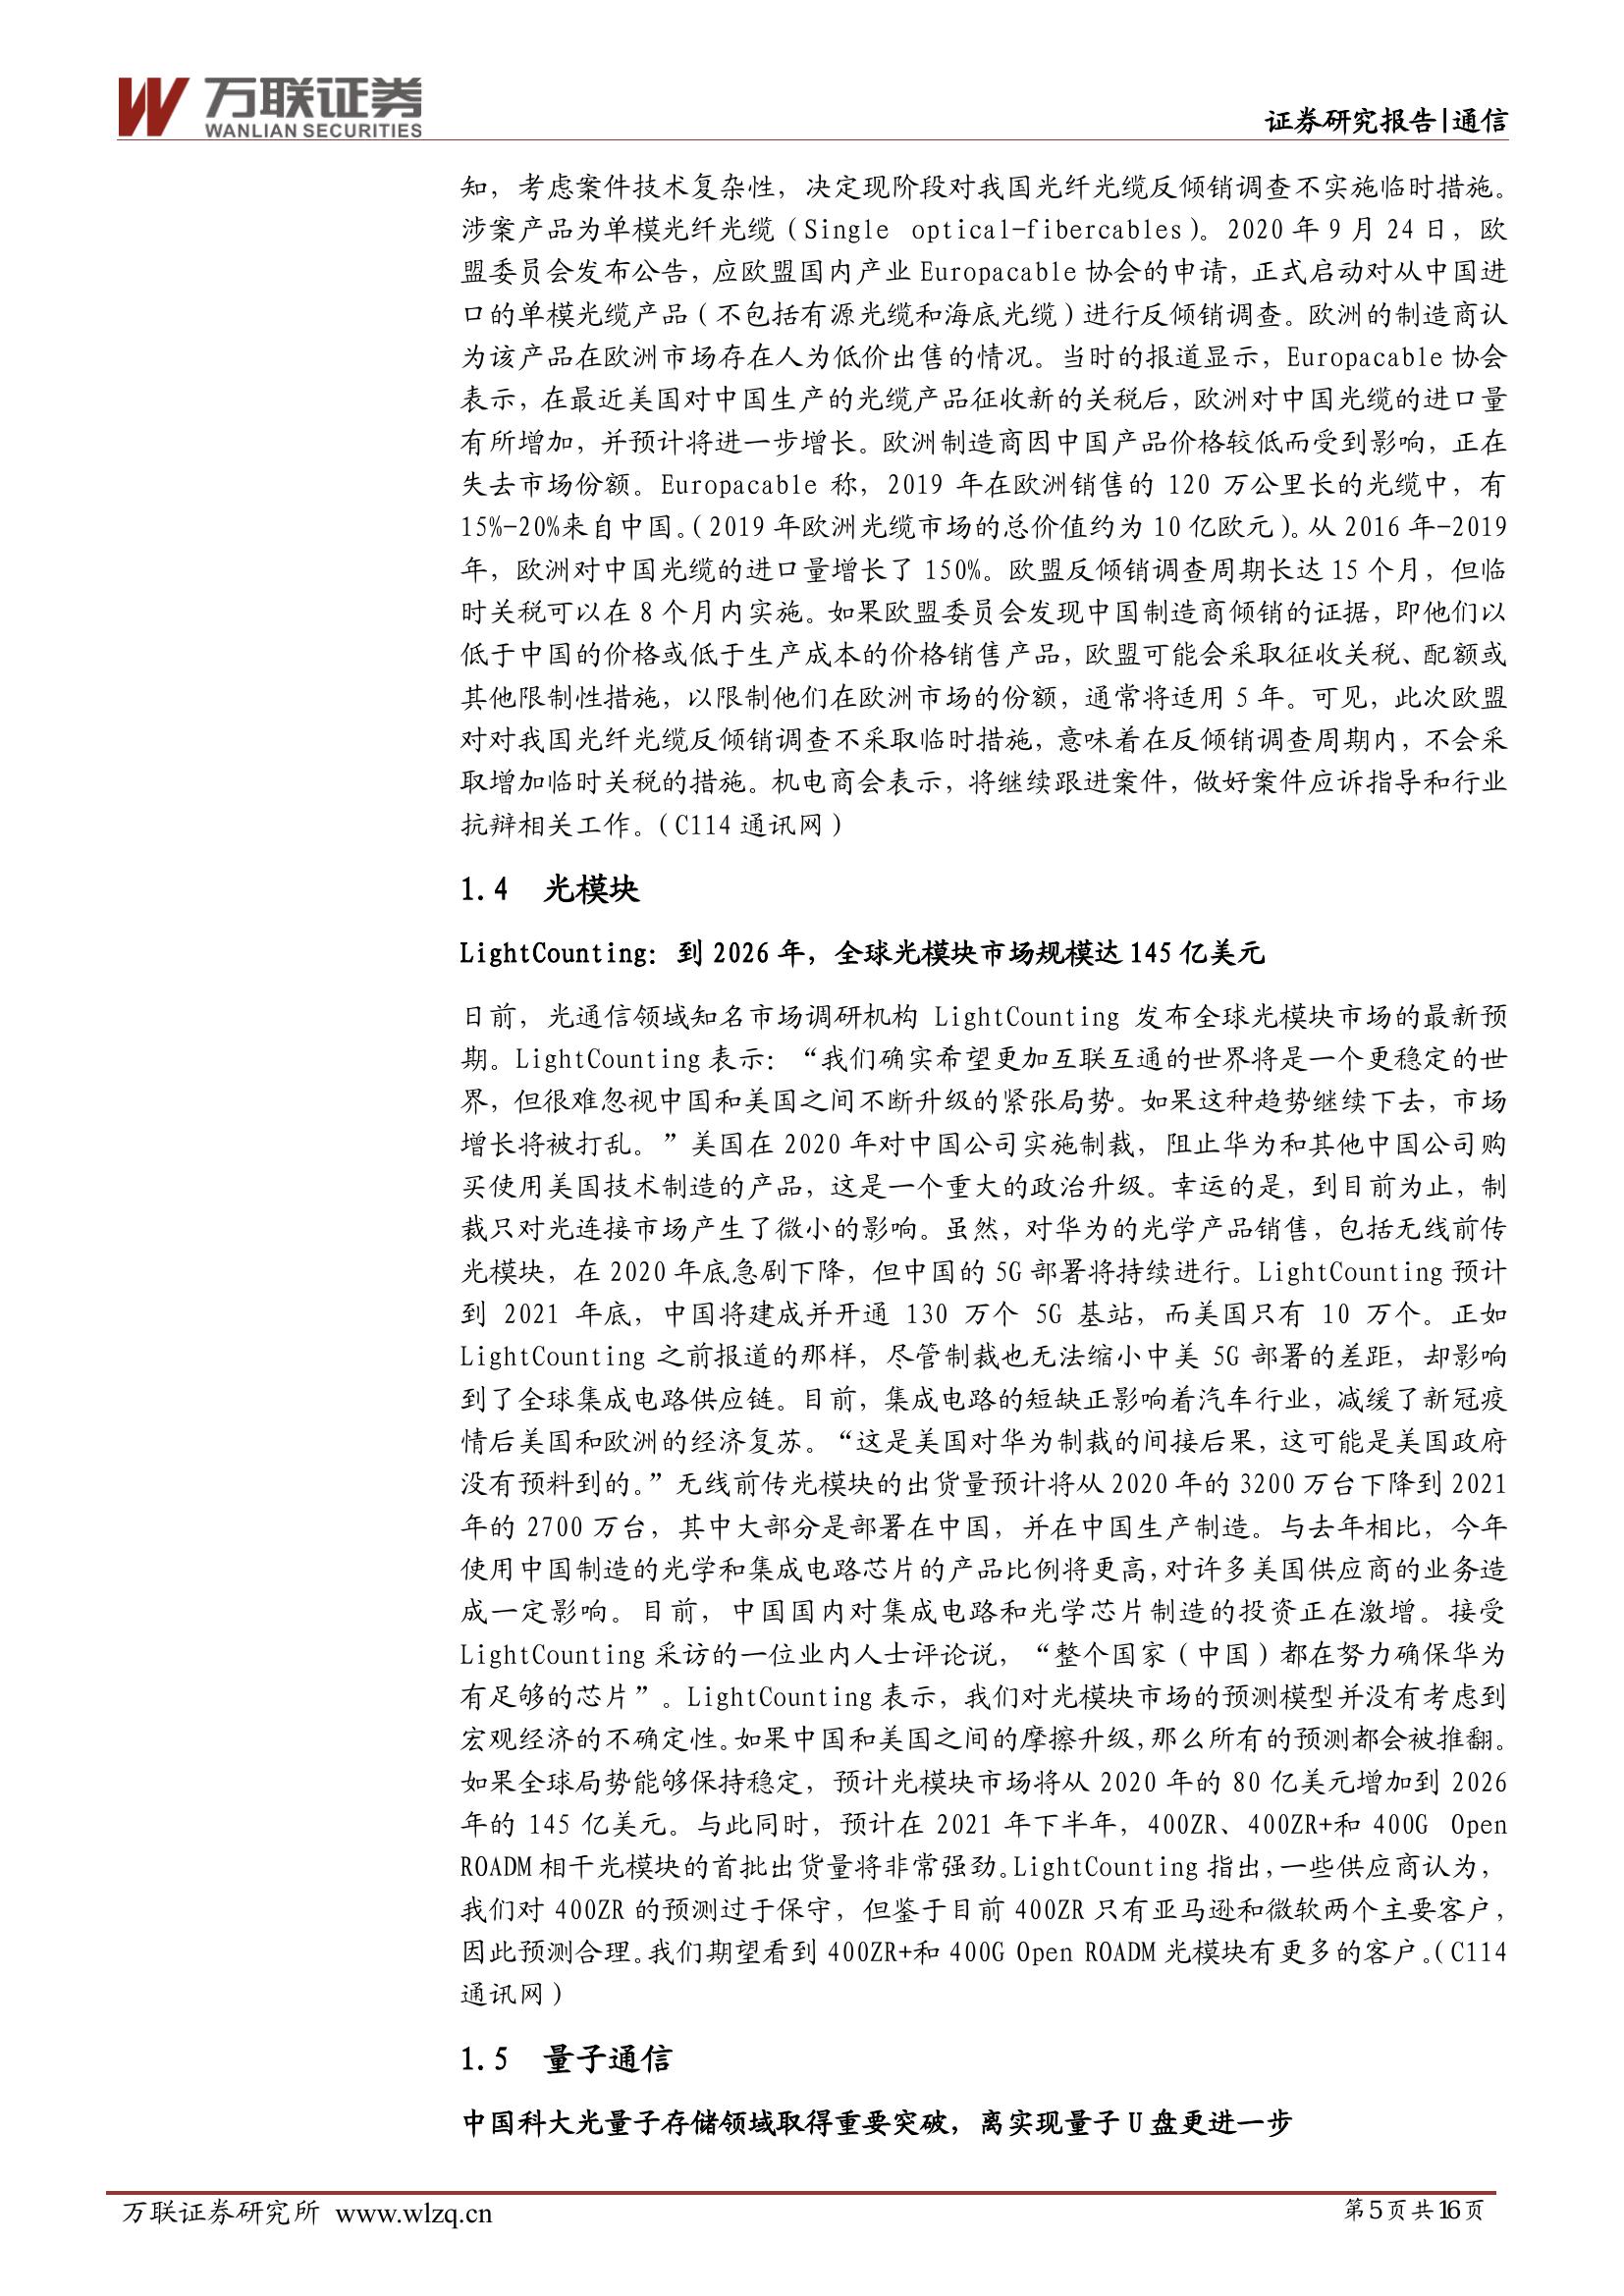 万联证券
WANLIAN SECURITIES
证券研究报告|通信
知，考虑案件技术复杂性，决定现阶段对我国光纤光缆反倾销调查不实施临时措施。
涉案产品为单模光纤光缆（Single optical-fibercables）。2020 年 9 月 24 日，欧
盟委员会发布公告，应欧盟国内产业 Europacable 协会的申请，正式启动对从中国进
口的单模光缆产品（不包括有源光缆和海底光缆）进行反倾销调查。欧洲的制造商认
为该产品在欧洲市场存在人为低价出售的情况。当时的报道显示，Europacable 协会
表示，在最近美国对中国生产的光缆产品征收新的关税后，欧洲对中国光缆的进口量
有所增加，并预计将进一步增长。欧洲制造商因中国产品价格较低而受到影响，正在
失去市场份额。Europacable 称，2019 年在欧洲销售的 120 万公里长的光缆中，有
15%-20%来自中国。（2019 年欧洲光缆市场的总价值约为 10 亿欧元）。从 2016 年-2019
年，欧洲对中国光缆的进口量增长了 150%。欧盟反倾销调查周期长达 15 个月，但临
时关税可以在 8 个月内实施。如果欧盟委员会发现中国制造商倾销的证据，即他们以
低于中国的价格或低于生产成本的价格销售产品，欧盟可能会采取征收关税、配额或
其他限制性措施，以限制他们在欧洲市场的份额，通常将适用 5 年。可见，此次欧盟
对对我国光纤光缆反倾销调查不采取临时措施，意味着在反倾销调查周期内，不会采
取增加临时关税的措施。机电商会表示，将继续跟进案件，做好案件应诉指导和行业
抗辩相关工作。（C114 通讯网）
1.4 光模块
LightCounting：到 2026 年，全球光模块市场规模达 145 亿美元
日前，光通信领域知名市场调研机构 LightCounting 发布全球光模块市场的最新预
期。LightCounting 表示：“我们确实希望更加互联互通的世界将是一个更稳定的世
界，但很难忽视中国和美国之间不断升级的紧张局势。如果这种趋势继续下去，市场
增长将被打乱。”美国在 2020 年对中国公司实施制裁，阻止华为和其他中国公司购
买使用美国技术制造的产品，这是一个重大的政治升级。幸运的是，到目前为止，制
裁只对光连接市场产生了微小的影响。虽然，对华为的光学产品销售，包括无线前传
光模块，在 2020 年底急剧下降，但中国的 5G 部署将持续进行。LightCounting 预计
到 2021 年底，中国将建成并开通 130 万个 5G 基站，而美国只有 10 万个。正如
LightCounting 之前报道的那样，尽管制裁也无法缩小中美 5G 部署的差距，却影响
到了全球集成电路供应链。目前，集成电路的短缺正影响着汽车行业，减缓了新冠疫
情后美国和欧洲的经济复苏。“这是美国对华为制裁的间接后果，这可能是美国政府
没有预料到的。”无线前传光模块的出货量预计将从 2020 年的 3200 万台下降到 2021
年的 2700 万台，其中大部分是部署在中国，并在中国生产制造。与去年相比，今年
使用中国制造的光学和集成电路芯片的产品比例将更高，对许多美国供应商的业务造
成一定影响。目前，中国国内对集成电路和光学芯片制造的投资正在激增。接受
LightCounting 采访的一位业内人士评论说，“整个国家（中国）都在努力确保华为
有足够的芯片”。LightCounting 表示，我们对光模块市场的预测模型并没有考虑到
宏观经济的不确定性。如果中国和美国之间的摩擦升级，那么所有的预测都会被推翻。
如果全球局势能够保持稳定，预计光模块市场将从 2020 年的 80 亿美元增加到 2026
年的 145 亿美元。与此同时，预计在 2021 年下半年，400ZR、400ZR+和 400G Open
ROADM 相干光模块的首批出货量将非常强劲。LightCounting 指出，一些供应商认为，
我们对 400ZR 的预测过于保守，但鉴于目前 400ZR 只有亚马逊和微软两个主要客户，
因此预测合理。我们期望看到 400ZR+和 400G Open ROADM 光模块有更多的客户。（C114
通讯网）
1.5 量子通信
中国科大光量子存储领域取得重要突破，离实现量子 U 盘更进一步
万联证券研究所 www.wlzq.cn
第 5 页 共 16 页